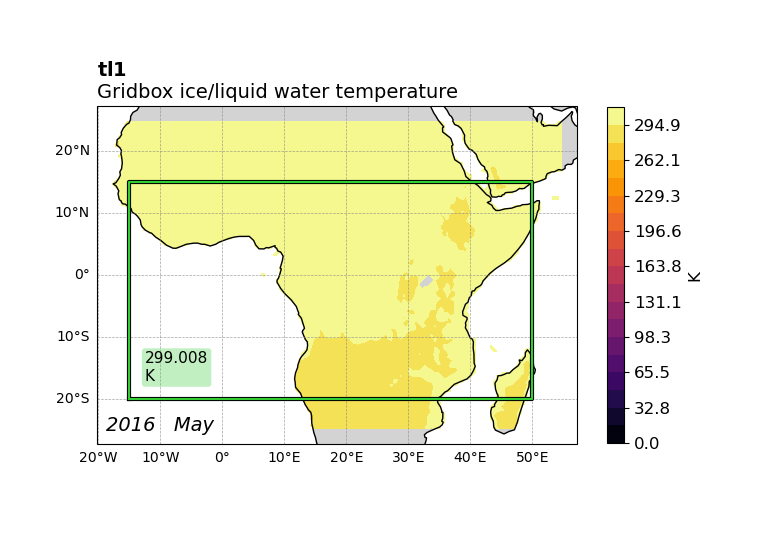 tl1
Gridbox ice/liquid water temperature
20°N
10°N
0°
10°S
20°S
299.008
K
2016 May
20°W 10°W 0° 10°E 20°E 30°E 40°E 50°E
294.9
262.1
229.3
196.6
163.8
131.1
98.3
65.5
32.8
0.0
K